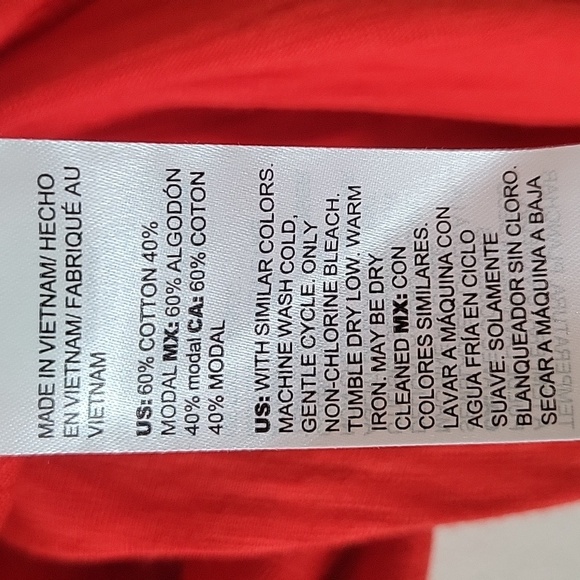 MADE IN VIETNAM/ HECHO
EN VIETNAM/ FABRIQUÉ AU
VIETNAM
US: 60% COTTON 40%
MODAL MX: 60% ALGODÓN
40% modal CA: 60% COTON
40% MODAL
US: WITH SIMILAR COLORS.
MACHINE WASH COLD,
GENTLE CYCLE. ONLY
NON-CHLORINE BLEACH.
TUMBLE DRY LOW. WARM
IRON. MAY BE DRY
CLEANED MX: CON
COLORES SIMILARES.
LAVAR A MÁQUINA CON
AGUA FRÍA EN CICLO
SUAVE. SOLAMENTE
BLANQUEADOR SIN CLORO.
SECAR A MÁQUINA A BAJA